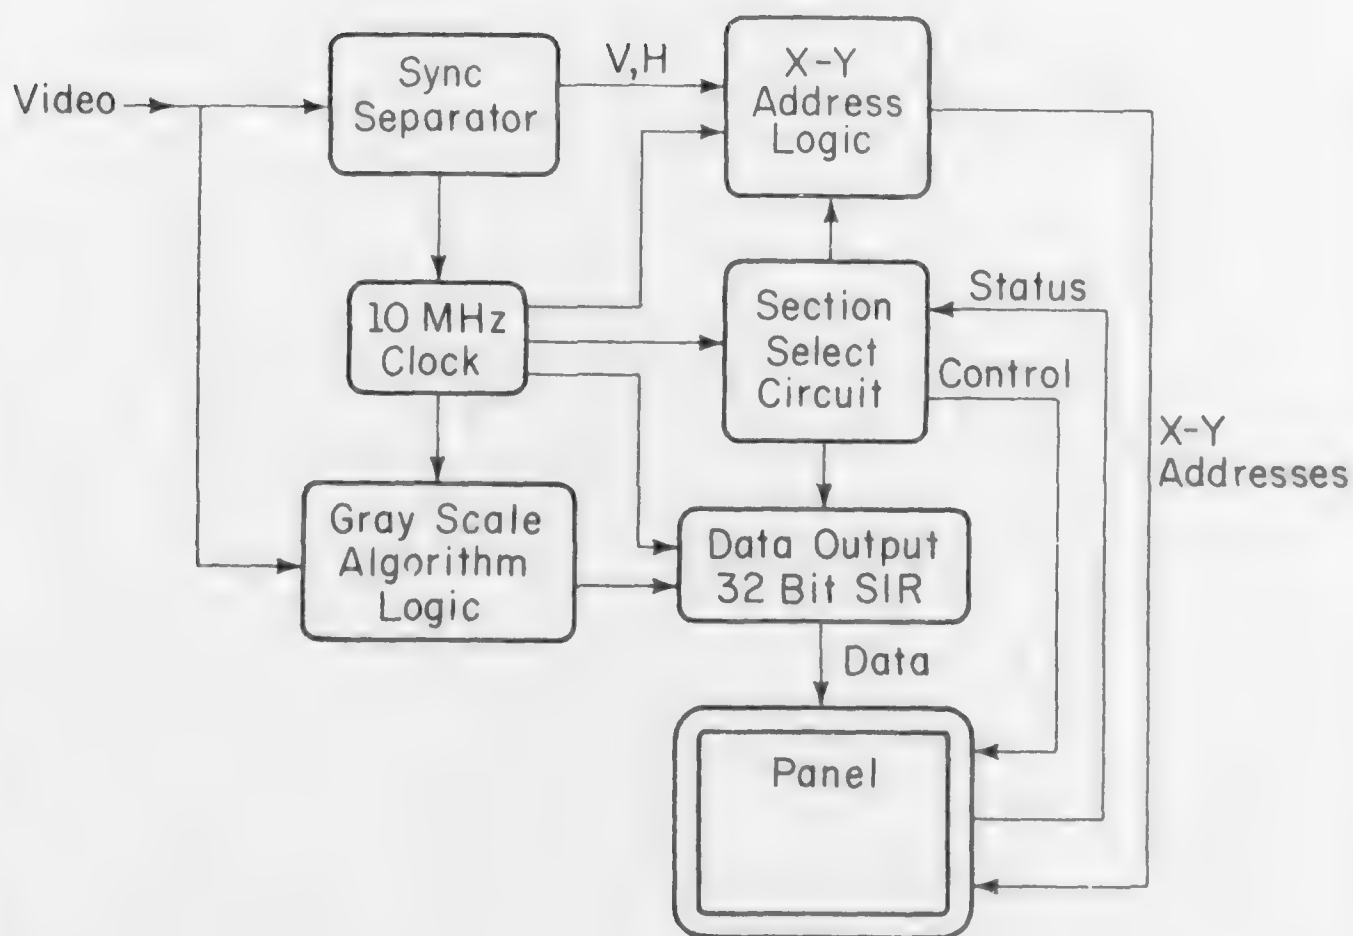 Video
Sync
Separator
V,H
X-Y
Address
Logic
10 MHz
Clock
Section
Select
Circuit
Status
Control
X-Y
Addresses
Gray Scale
Algorithm
Logic
Data Output
32 Bit SIR
Data
Panel